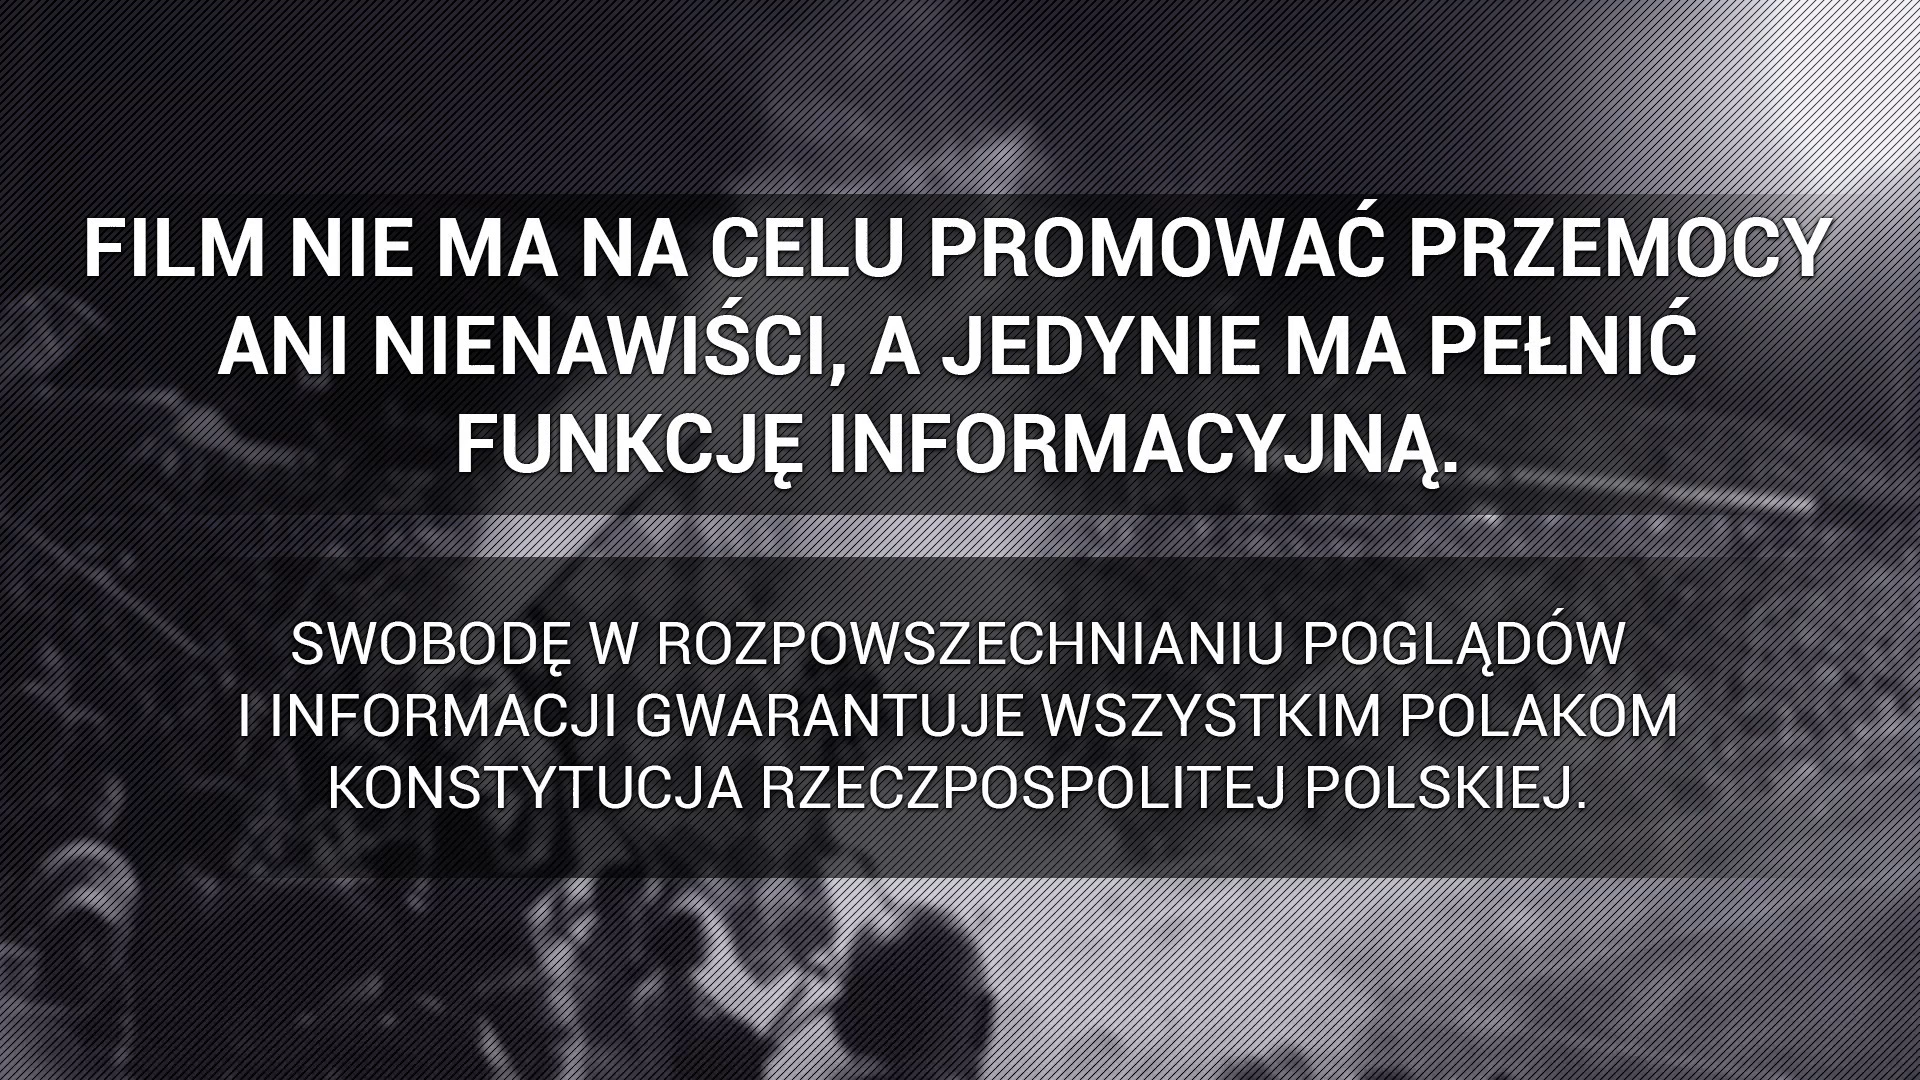 FILM NIE MA NA CELU PROMOWAĆ PRZEMOCY
ANI NIENAWIŚCI, A JEDYNIE MA PEŁNIĆ
FUNKCJĘ INFORMACYJNĄ.
SWOBODĘ W ROZPOWSZECHNIANIU POGLĄDÓW
I INFORMACJI GWARANTUJE WSZYSTKIM POLAKOM
KONSTYTUCJA RZECZPOSPOLITEJ POLSKIEJ.